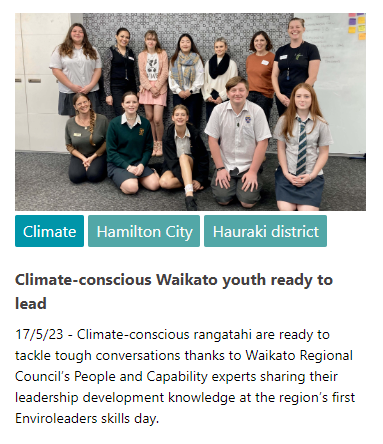 Climate
Hamilton City
Hauraki district
Climate-conscious Waikato youth ready to
lead
17/5/23 - Climate-conscious rangatahi are ready to
tackle tough conversations thanks to Waikato Regional
Council's People and Capability experts sharing their
leadership development knowledge at the region's first
Enviroleaders skills day.